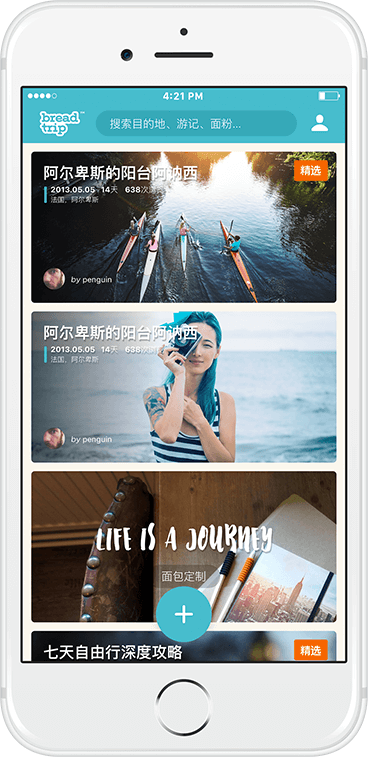 4:21 PM
bread
trip™
搜索目的地、游记、面粉...
阿尔卑斯的阳台阿讷西
精选
2013.05.05 14天 638次浏览
法国，阿尔卑斯
by penguin
阿尔卑斯的阳台阿讷西
2013.05.05 14天 638次浏览
法国，阿尔卑斯
by penguin
LIFE IS A JOURNEY
面包定制
七天自由行深度攻略
精选